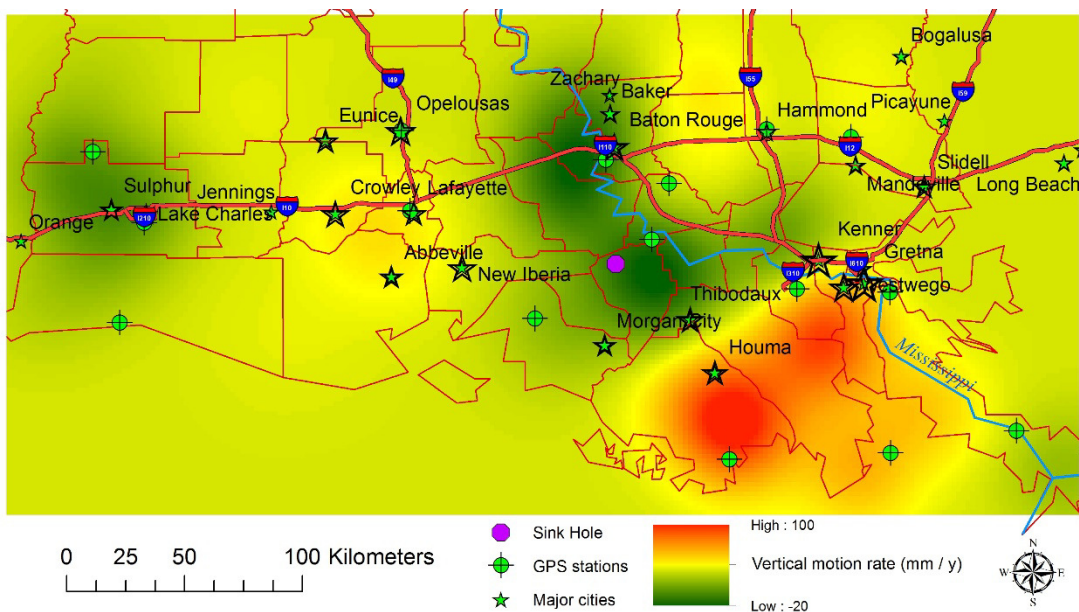 Bogalusa
I49
Zachary
I55
I59
Baker
Opelousas
Picayune
Eunice
Hammond
Baton Rouge
I110
I12
Slidell
Sulphur
Jennings
Crowley
Lafayette
Mandeville
Long Beach
I10
Orange
I210
Lake Charles
Kenner
Abbeville
Gretna
I310
I610
New Iberia
Westwego
Thibodaux
Morgan City
Houma
Mississippi
Sink Hole
High : 100
0 25 50 100 Kilometers
GPS stations
Vertical motion rate (mm / y)
Major cities
Low : -20
N
W
E
S